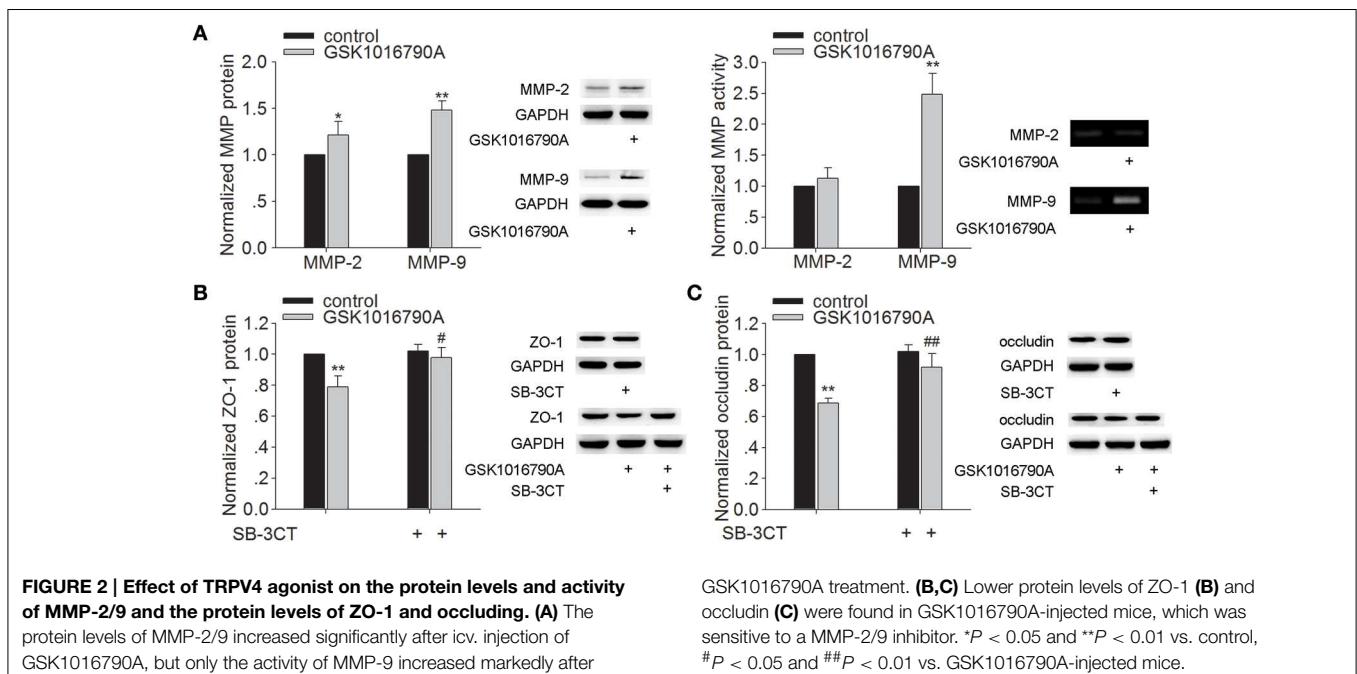 A
control
GSK1016790A
Normalized MMP protein
2.0
1.5
1.0
.5
0.0
*
**
MMP-2
MMP-9
MMP-2
GAPDH
GSK1016790A
+
MMP-9
GAPDH
GSK1016790A
+
control
GSK1016790A
Normalized MMP activity
3.0
2.5
2.0
1.5
1.0
.5
0.0
**
MMP-2
MMP-9
MMP-2
GSK1016790A
+
MMP-9
GSK1016790A
+
B
control
GSK1016790A
Normalized ZO-1 protein
1.2
1.0
.8
.6
.4
.2
0.0
**
#
SB-3CT + +
ZO-1
GAPDH
SB-3CT +
ZO-1
GAPDH
GSK1016790A + +
SB-3CT +
C
control
GSK1016790A
Normalized occludin protein
1.2
1.0
.8
.6
.4
.2
0.0
**
##
SB-3CT + +
occludin
GAPDH
SB-3CT +
occludin
GAPDH
GSK1016790A + +
SB-3CT +
FIGURE 2 | Effect of TRPV4 agonist on the protein levels and activity
of MMP-2/9 and the protein levels of ZO-1 and occluding. (A) The
protein levels of MMP-2/9 increased significantly after icv. injection of
GSK1016790A, but only the activity of MMP-9 increased markedly after
GSK1016790A treatment. (B,C) Lower protein levels of ZO-1 (B) and
occludin (C) were found in GSK1016790A-injected mice, which was
sensitive to a MMP-2/9 inhibitor. *P < 0.05 and **P < 0.01 vs. control,
#P < 0.05 and ##P < 0.01 vs. GSK1016790A-injected mice.